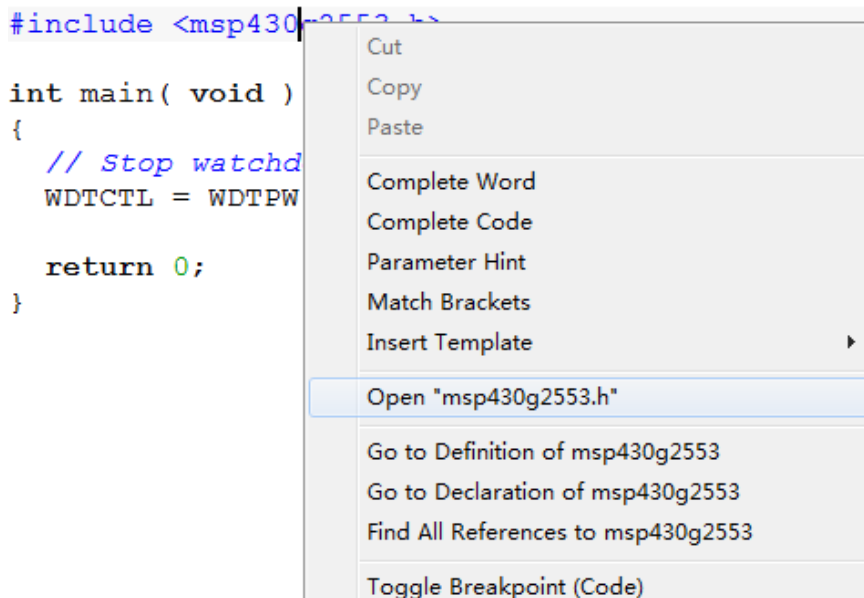 #include <msp430g2553.h>
int main( void )
{
// Stop watchd
WDTCTL = WDTPW
return 0;
}
Cut
Copy
Paste
Complete Word
Complete Code
Parameter Hint
Match Brackets
Insert Template
Open "msp430g2553.h"
Go to Definition of msp430g2553
Go to Declaration of msp430g2553
Find All References to msp430g2553
Toggle Breakpoint (Code)